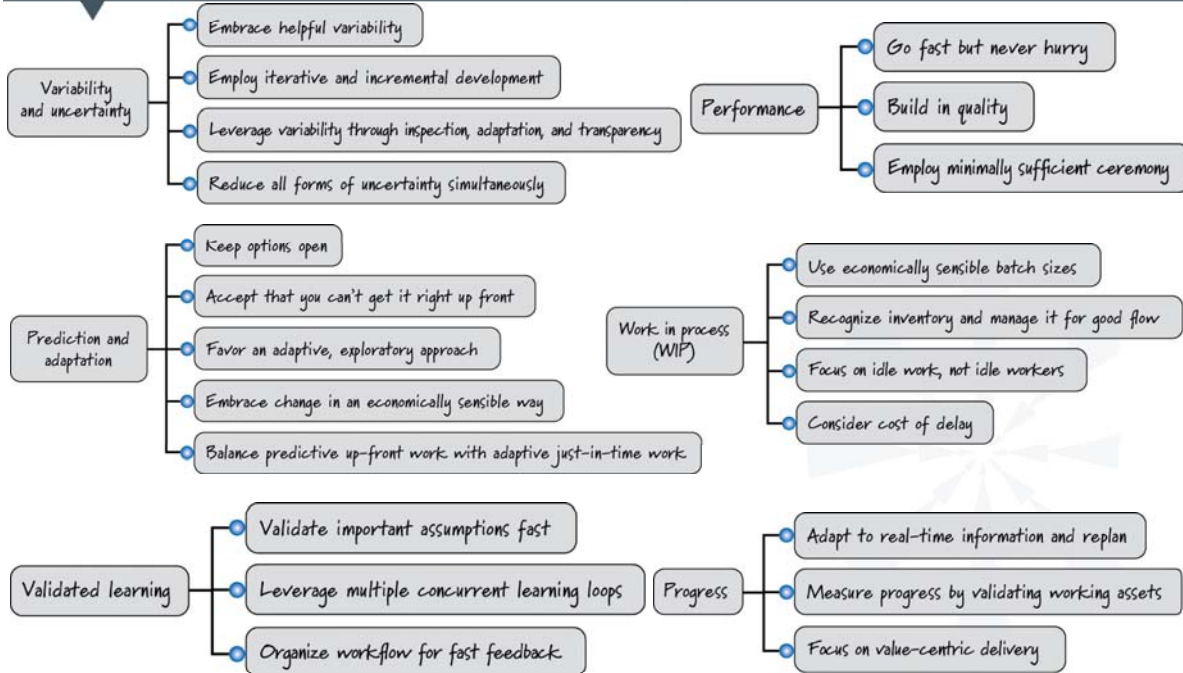 Variability
and uncertainty
Embrace helpful variability
Employ iterative and incremental development
Leverage variability through inspection, adaptation, and transparency
Reduce all forms of uncertainty simultaneously
Performance
Go fast but never hurry
Build in quality
Employ minimally sufficient ceremony
Prediction and
adaptation
Keep options open
Accept that you can't get it right up front
Favor an adaptive, exploratory approach
Embrace change in an economically sensible way
Balance predictive up-front work with adaptive just-in-time work
Work in process
(WIP)
Use economically sensible batch sizes
Recognize inventory and manage it for good flow
Focus on idle work, not idle workers
Consider cost of delay
Validated learning
Validate important assumptions fast
Leverage multiple concurrent learning loops
Organize workflow for fast feedback
Progress
Adapt to real-time information and replan
Measure progress by validating working assets
Focus on value-centric delivery